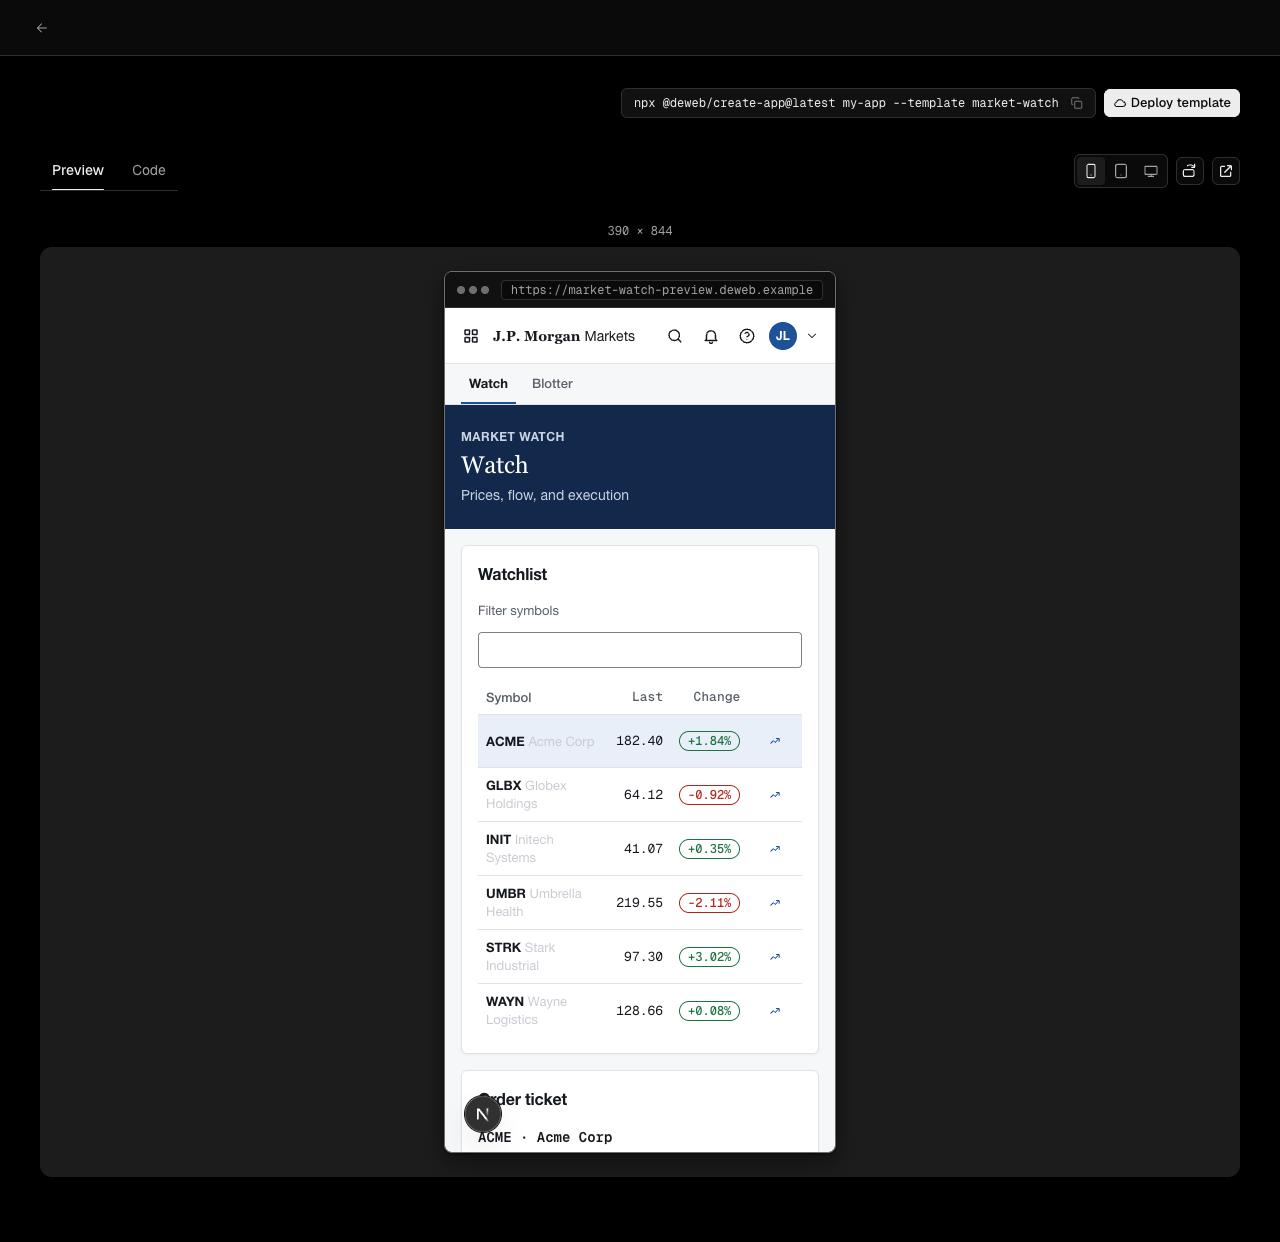 npx @deweb/create-app@latest my-app --template market-watch
Deploy template
Preview
Code
390 × 844
https://market-watch-preview.deweb.example
J.P. Morgan Markets
JL
Watch
Blotter
MARKET WATCH
Watch
Prices, flow, and execution
Watchlist
Filter symbols
Symbol Last Change
ACME Acme Corp 182.40 +1.84%
GLBX Globex
Holdings
64.12 -0.92%
INIT Initech
Systems
41.07 +0.35%
UMBR Umbrella
Health
219.55 -2.11%
STRK Stark
Industrial
97.30 +3.02%
WAYN Wayne
Logistics
128.66 +0.08%
Order ticket
N
ACME · Acme Corp